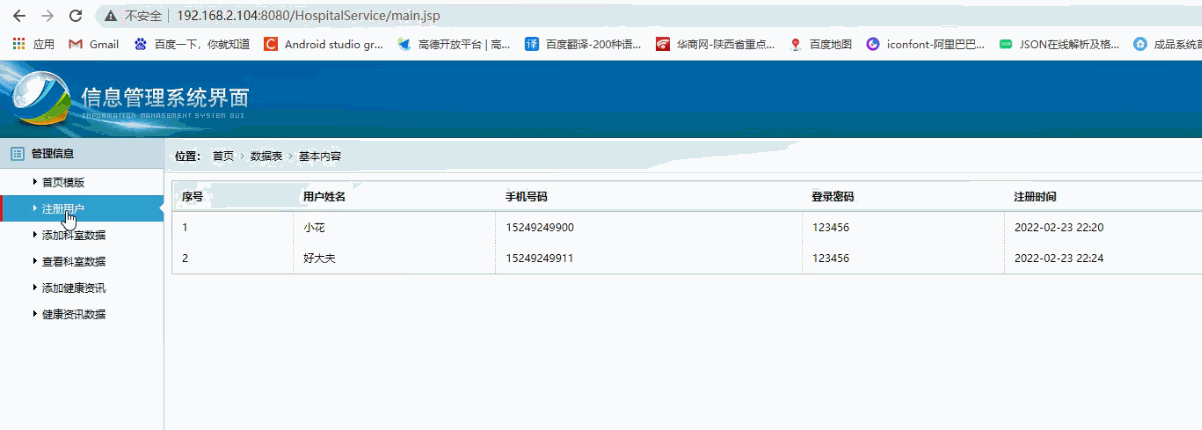 不安全 192.168.2.104:8080/HospitalService/main.jsp
应用 Gmail 百度一下，你就知道 Android studio gr... 高德开放平台 | 高... 百度翻译-200种语... 华商网-陕西省重点... 百度地图 iconfont-阿里巴巴... JSON在线解析及格... 成品系统首
信息管理系统界面
INFORMATION MANAGEMENT SYSTEM GUI
管理信息
首页模版
注册用户
添加科室数据
查看科室数据
添加健康资讯
健康资讯数据
位置： 首页 › 数据表 › 基本内容
序号 用户姓名 手机号码 登录密码 注册时间
1 小花 15249249900 123456 2022-02-23 22:20
2 好大夫 15249249911 123456 2022-02-23 22:24